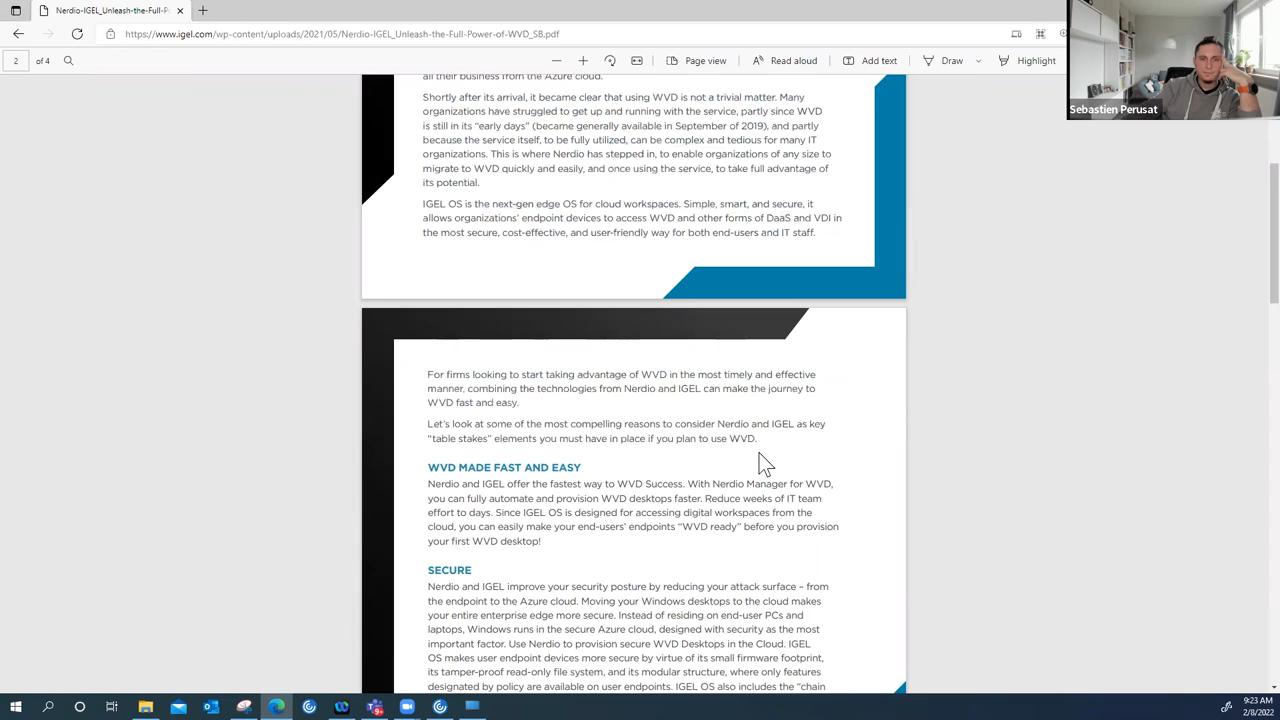 Nerdio-IGEL_Unleash-the-Full-P
https://www.igel.com/wp-content/uploads/2021/05/Nerdio-IGEL_Unleash-the-Full-Power-of-WVD_SB.pdf
2 of 4
Page view
Read aloud
Add text
Draw
Highlight
Sebastien Perusat
all their business from the Azure cloud.
Shortly after its arrival, it became clear that using WVD is not a trivial matter. Many
organizations have struggled to get up and running with the service, partly since WVD
is still in its “early days” (became generally available in September of 2019), and partly
because the service itself, to be fully utilized, can be complex and tedious for many IT
organizations. This is where Nerdio has stepped in, to enable organizations of any size to
migrate to WVD quickly and easily, and once using the service, to take full advantage of
its potential.
IGEL OS is the next-gen edge OS for cloud workspaces. Simple, smart, and secure, it
allows organizations’ endpoint devices to access WVD and other forms of DaaS and VDI in
the most secure, cost-effective, and user-friendly way for both end-users and IT staff.
For firms looking to start taking advantage of WVD in the most timely and effective
manner, combining the technologies from Nerdio and IGEL can make the journey to
WVD fast and easy.
Let’s look at some of the most compelling reasons to consider Nerdio and IGEL as key
“table stakes” elements you must have in place if you plan to use WVD.
WVD MADE FAST AND EASY
Nerdio and IGEL offer the fastest way to WVD Success. With Nerdio Manager for WVD,
you can fully automate and provision WVD desktops faster. Reduce weeks of IT team
effort to days. Since IGEL OS is designed for accessing digital workspaces from the
cloud, you can easily make your end-users’ endpoints “WVD ready” before you provision
your first WVD desktop!
SECURE
Nerdio and IGEL improve your security posture by reducing your attack surface – from
the endpoint to the Azure cloud. Moving your Windows desktops to the cloud makes
your entire enterprise edge more secure. Instead of residing on end-user PCs and
laptops, Windows runs in the secure Azure cloud, designed with security as the most
important factor. Use Nerdio to provision secure WVD Desktops in the Cloud. IGEL
OS makes user endpoint devices more secure by virtue of its small firmware footprint,
its tamper-proof read-only file system, and its modular structure, where only features
designated by policy are available on user endpoints. IGEL OS also includes the “chain
9:23 AM
2/8/2022